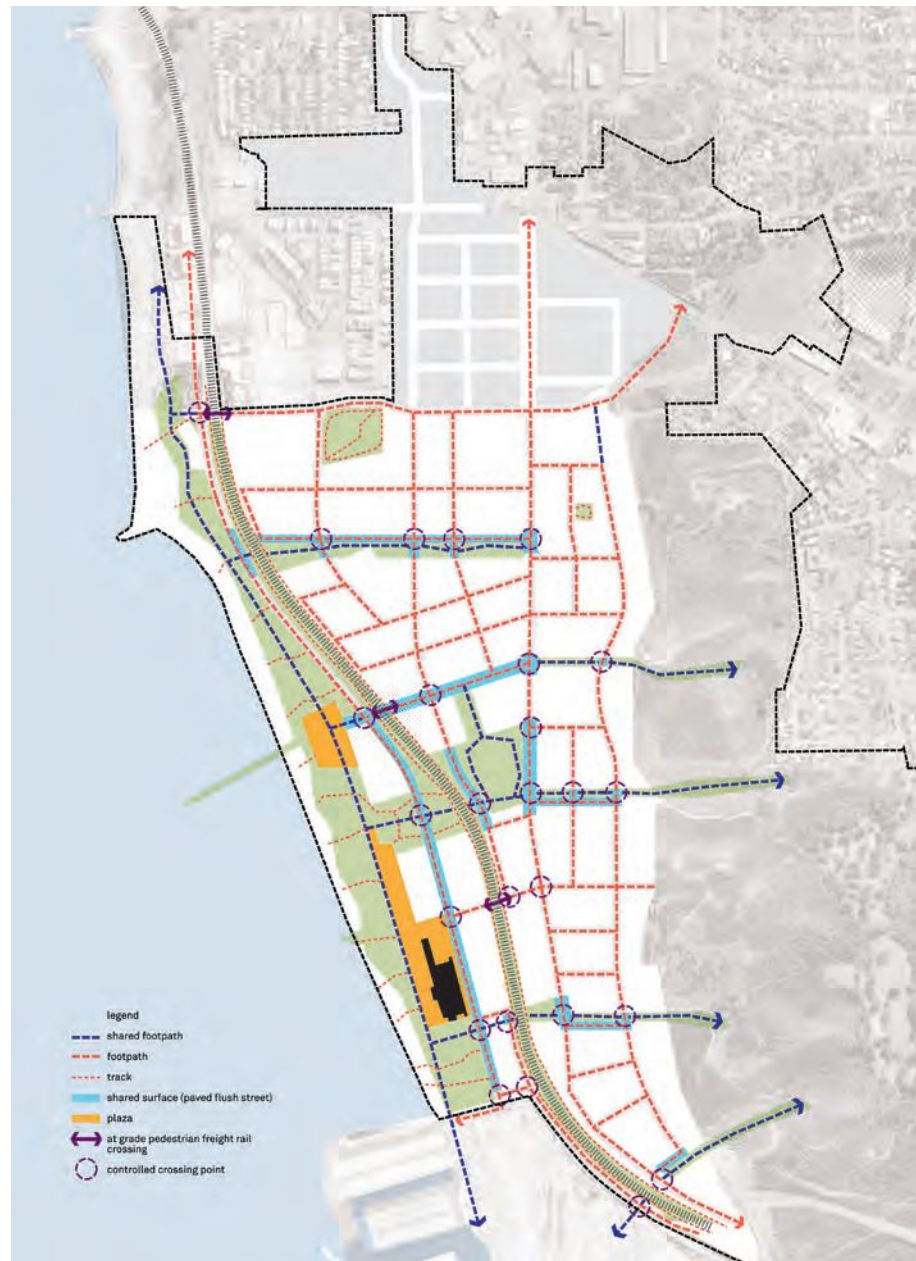 legend
shared footpath
footpath
track
shared surface (paved flush street)
plaza
at grade pedestrian freight rail
crossing
controlled crossing point